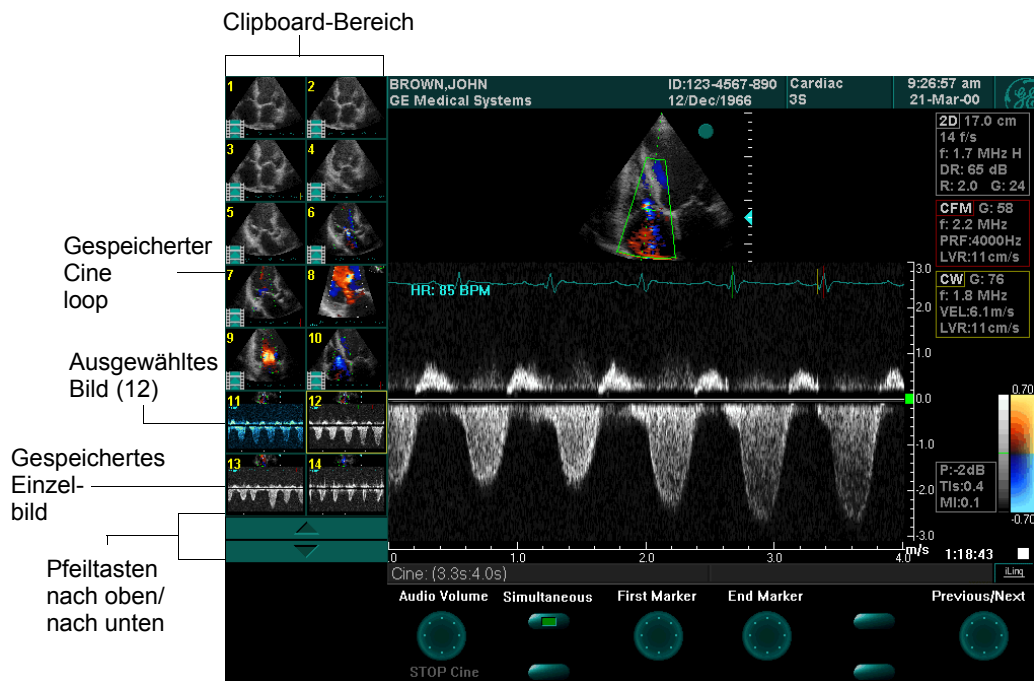 Clipboard-Bereich
Gespeicherter
Cine
loop
Ausgewähltes
Bild (12)
Gespeichertes
Einzel-
bild
Pfeiltasten
nach oben/
nach unten
1 2
3 4
5 6
7 8
9 10
11 12
13 14
BROWN,JOHN ID:123-4567-890 Cardiac 9:26:57 am
GE Medical Systems 12/Dec/1966 3S 21-Mar-00
GE
2D 17.0 cm
14 f/s
f: 1.7 MHz H
DR: 65 dB
R: 2.0 G: 24
CFM G: 58
f: 2.2 MHz
PRF:4000Hz
LVR:11cm/s
CW G: 76
f: 1.8 MHz
VEL:6.1m/s
LVR:11cm/s
HR: 85 BPM
3.0
2.0
1.0
0.0
-1.0
-2.0
-3.0
m/s
0.70
-0.70
P:-2dB
TIs:0.4
MI:0.1
.0 1.0 2.0 3.0 4.0
1:18:43
Cine: (3.3s:4.0s)
iLinq
Audio Volume Simultaneous First Marker End Marker Previous/Next
STOP Cine